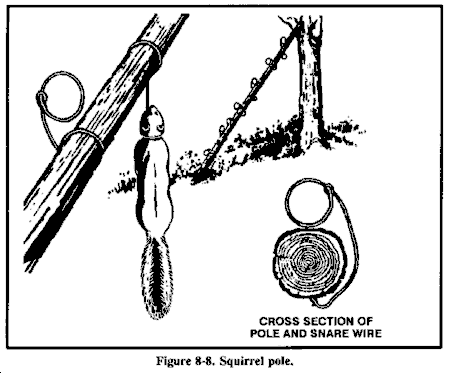 CROSS SECTION OF
POLE AND SNARE WIRE
Figure 8-8. Squirrel pole.